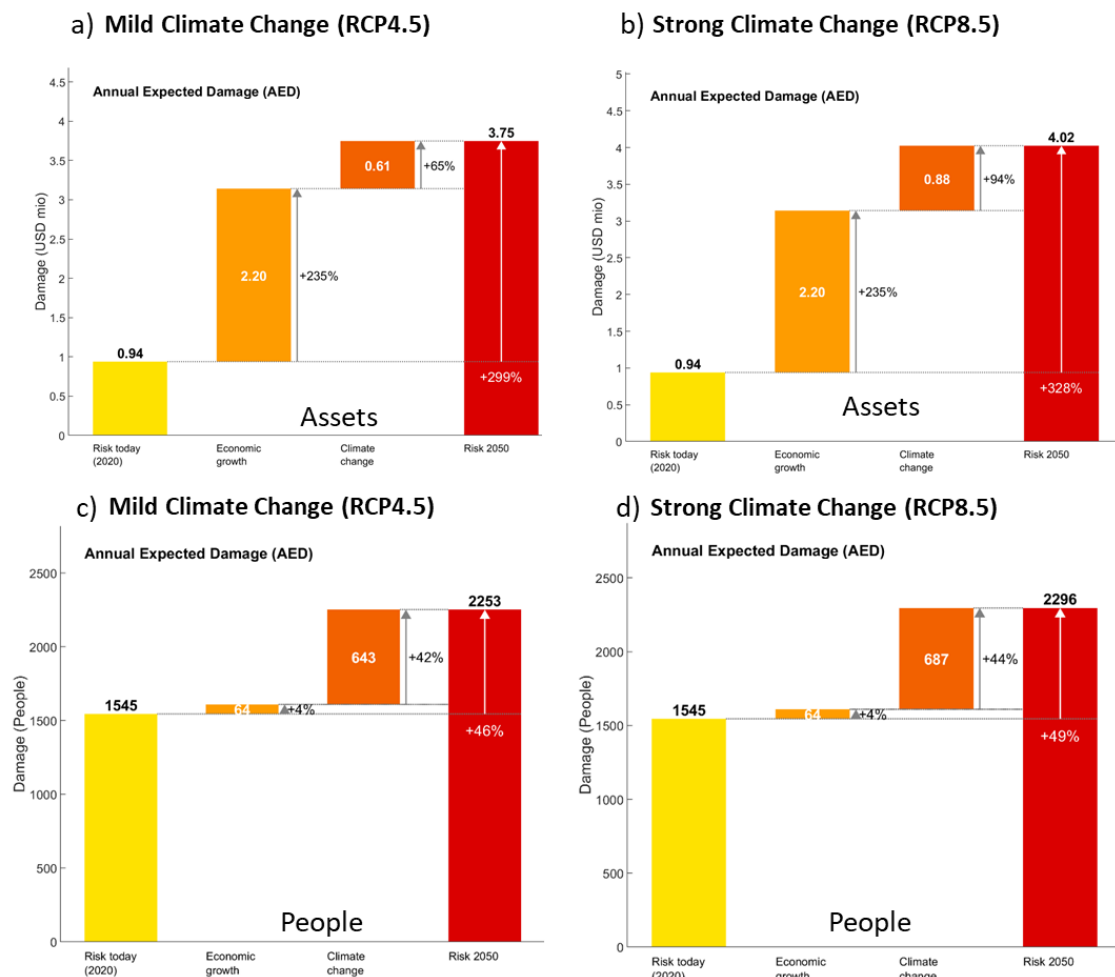 a) Mild Climate Change (RCP4.5)
Annual Expected Damage (AED)
Damage (USD mio)
4.5
4
3.5
3
2.5
2
1.5
1
0.5
0
0.94
2.20
+235%
0.61
+65%
3.75
+299%
Assets
Risk today
(2020)
Economic
growth
Climate
change
Risk 2050
b) Strong Climate Change (RCP8.5)
Annual Expected Damage (AED)
Damage (USD mio)
5
4.5
4
3.5
3
2.5
2
1.5
1
0.5
0
0.94
2.20
+235%
0.88
+94%
4.02
+328%
Assets
Risk today
(2020)
Economic
growth
Climate
change
Risk 2050
c) Mild Climate Change (RCP4.5)
Annual Expected Damage (AED)
Damage (People)
2500
2000
1500
1000
500
0
1545
64
+4%
643
+42%
2253
+46%
People
Risk today
(2020)
Economic
growth
Climate
change
Risk 2050
d) Strong Climate Change (RCP8.5)
Annual Expected Damage (AED)
Damage (People)
2500
2000
1500
1000
500
0
1545
64
+4%
687
+44%
2296
+49%
People
Risk today
(2020)
Economic
growth
Climate
change
Risk 2050